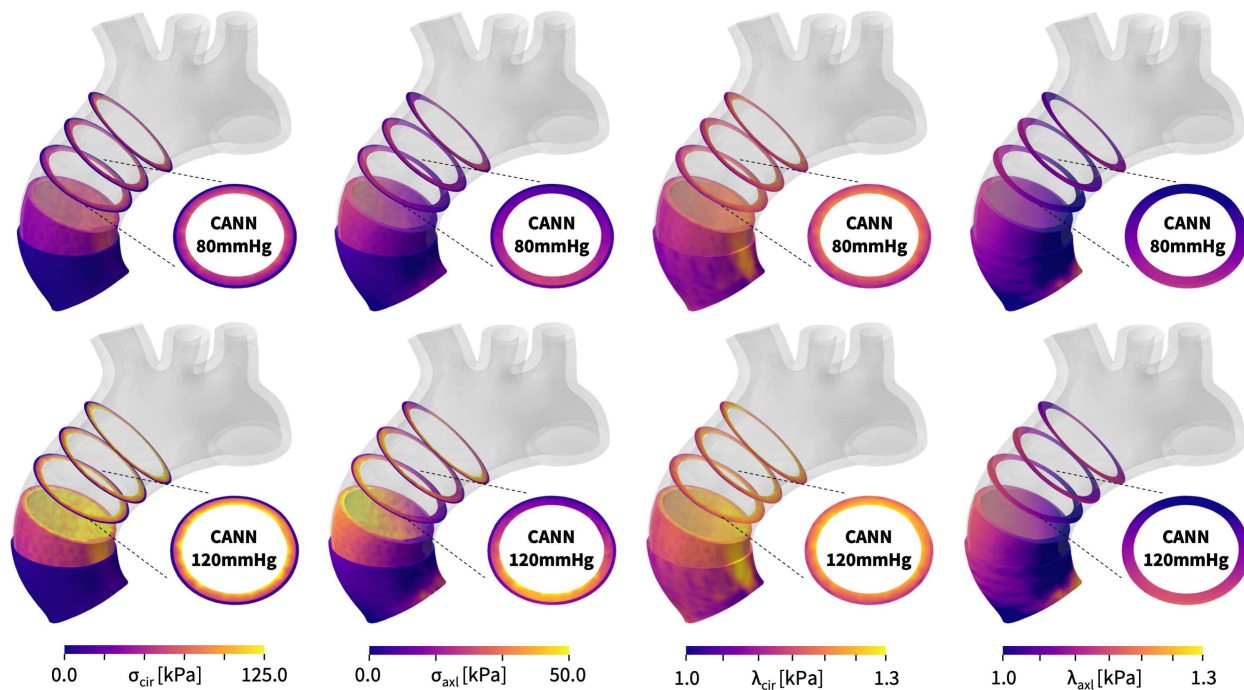 CANN
80mmHg
CANN
80mmHg
CANN
80mmHg
CANN
80mmHg
CANN
120mmHg
CANN
120mmHg
CANN
120mmHg
CANN
120mmHg
0.0 σcir [kPa] 125.0
0.0 σaxl [kPa] 50.0
1.0 λcir [kPa] 1.3
1.0 λaxl [kPa] 1.3